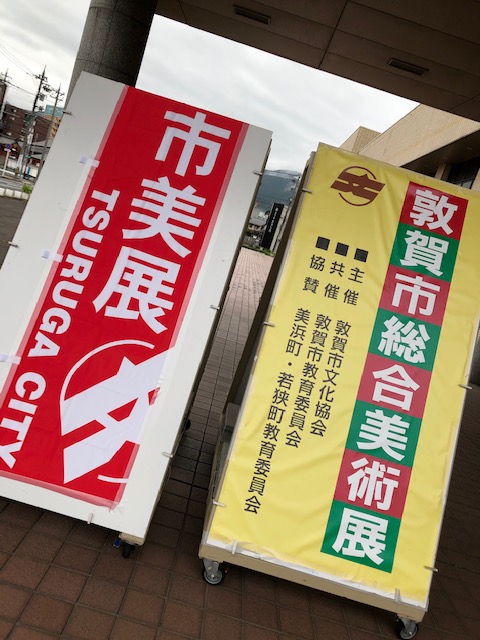 市美展
TSURUGA CITY
敦賀市総合美術展
■主催 敦賀市文化協会
■共催 敦賀市教育委員会
■協賛 美浜町・若狭町教育委員会